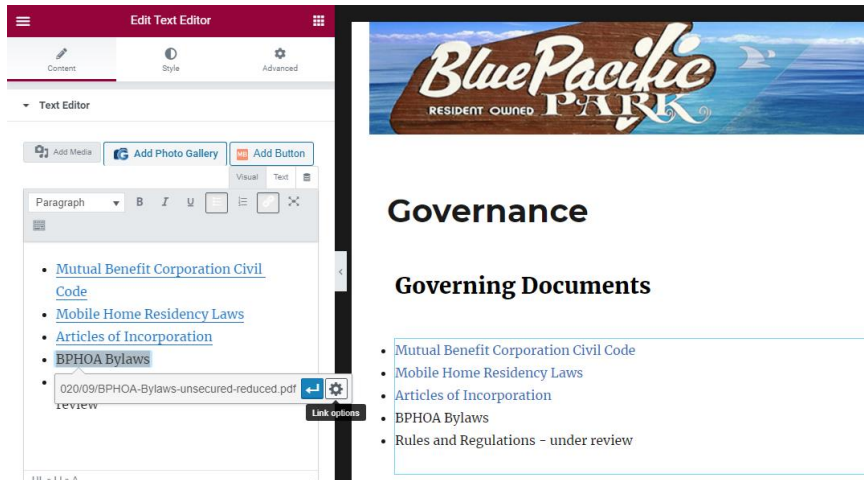 Edit Text Editor
Content Style Advanced
Text Editor
Add Media Add Photo Gallery MB Add Button
Visual Text
Paragraph B I U
Mutual Benefit Corporation Civil
Code
Mobile Home Residency Laws
Articles of Incorporation
BPHOA Bylaws
020/09/BPHOA-Bylaws-unsecured-reduced.pdf
review
Link options
Blue Pacific
RESIDENT OWNED PARK
Governance
Governing Documents
Mutual Benefit Corporation Civil Code
Mobile Home Residency Laws
Articles of Incorporation
BPHOA Bylaws
Rules and Regulations - under review